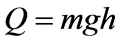 Q = mgh